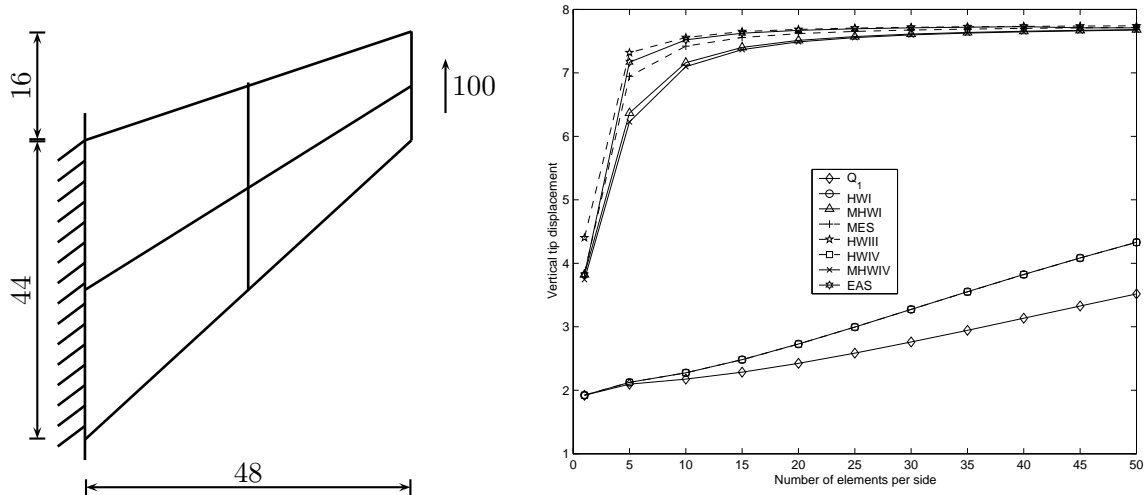 16
44
48
100
Vertical tip displacement
8
7
6
5
4
3
2
1
0 5 10 15 20 25 30 35 40 45 50
Number of elements per side
Q1
HWI
MHWI
MES
HWIII
HWIV
MHWIV
EAS